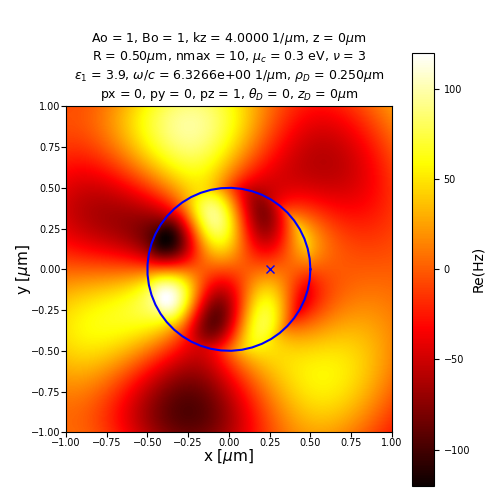 Ao = 1, Bo = 1, kz = 4.0000 1/μm, z = 0μm
R = 0.50μm, nmax = 10, μ_c = 0.3 eV, ν = 3
ε₁ = 3.9, ω/c = 6.3266e+00 1/μm, ρ_D = 0.250μm
px = 0, py = 0, pz = 1, θ_D = 0, z_D = 0μm
1.00
0.75
0.50
0.25
0.00
−0.25
−0.50
−0.75
−1.00
y [μm]
−1.00 −0.75 −0.50 −0.25 0.00 0.25 0.50 0.75 1.00
x [μm]
100
50
0
−50
−100
Re(Hz)